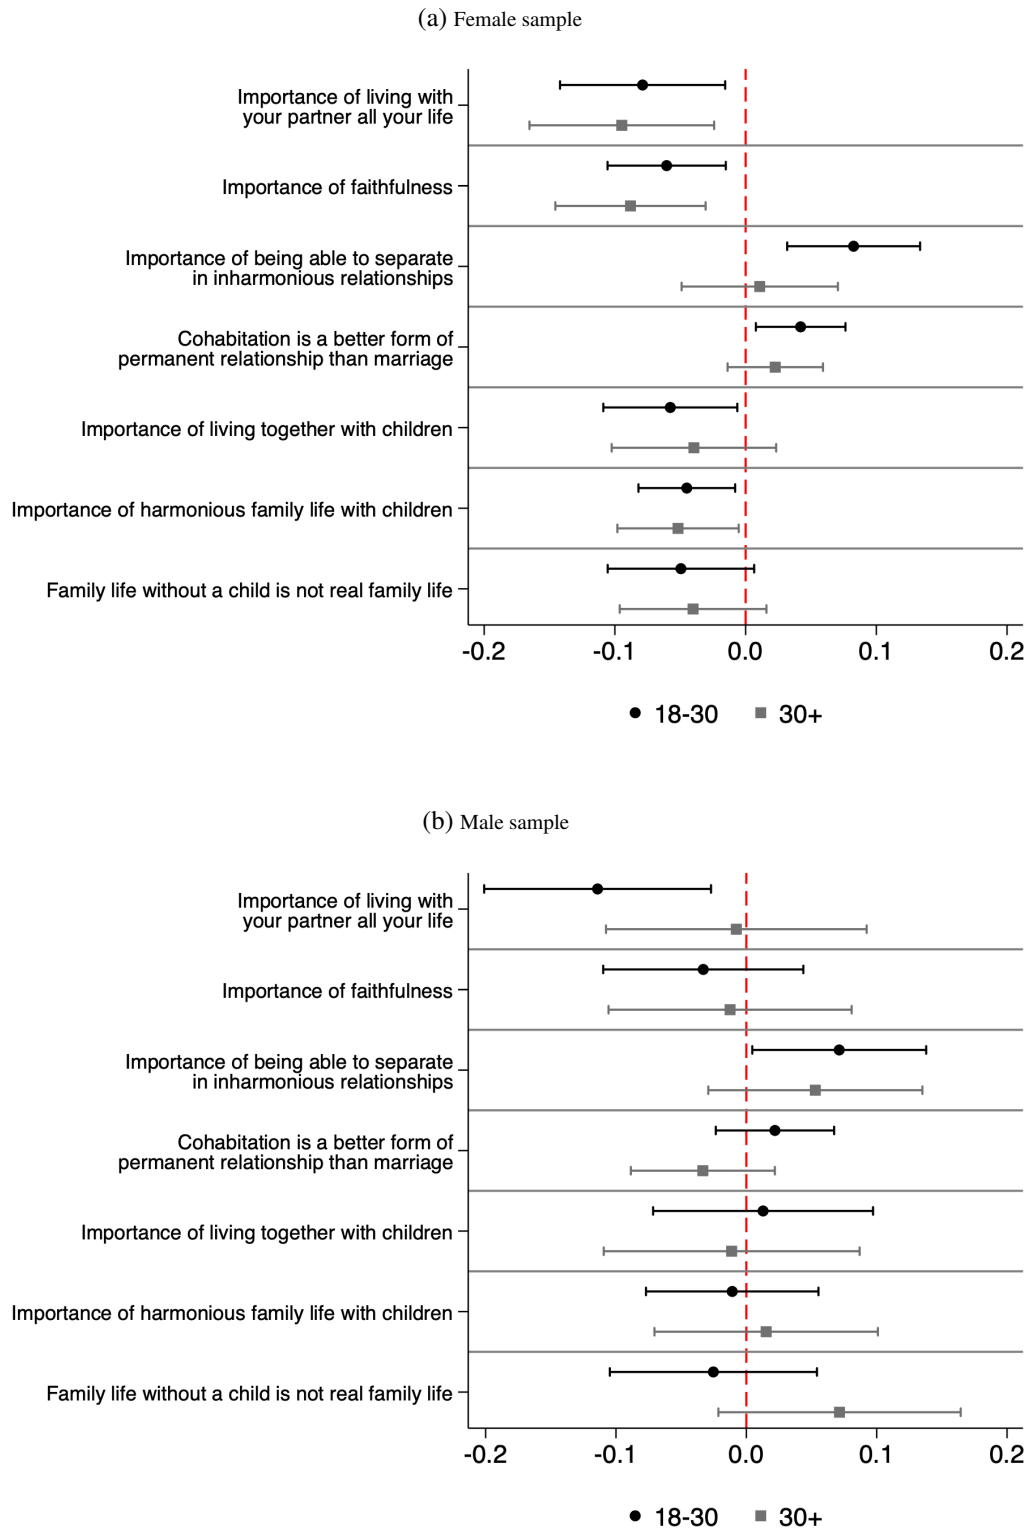 (a) Female sample
Importance of living with
your partner all your life
Importance of faithfulness
Importance of being able to separate
in inharmonious relationships
Cohabitation is a better form of
permanent relationship than marriage
Importance of living together with children
Importance of harmonious family life with children
Family life without a child is not real family life
-0.2 -0.1 0.0 0.1 0.2
18-30 30+
(b) Male sample
Importance of living with
your partner all your life
Importance of faithfulness
Importance of being able to separate
in inharmonious relationships
Cohabitation is a better form of
permanent relationship than marriage
Importance of living together with children
Importance of harmonious family life with children
Family life without a child is not real family life
-0.2 -0.1 0.0 0.1 0.2
18-30 30+